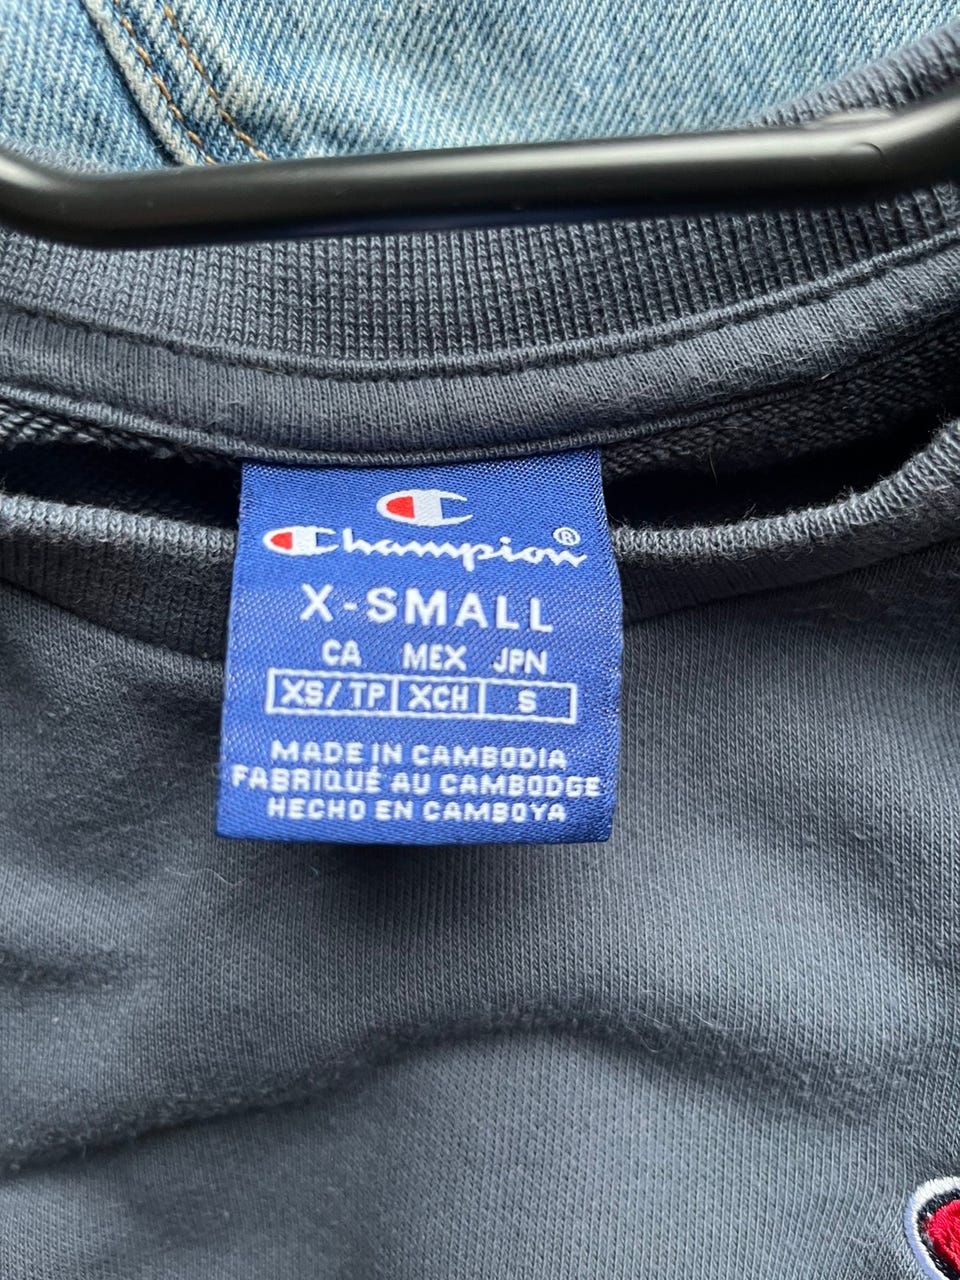 Champion®
X-SMALL
CA MEX JPN
XS/TP XCH S
MADE IN CAMBODIA
FABRIQUÉ AU CAMBODGE
HECHO EN CAMBOYA